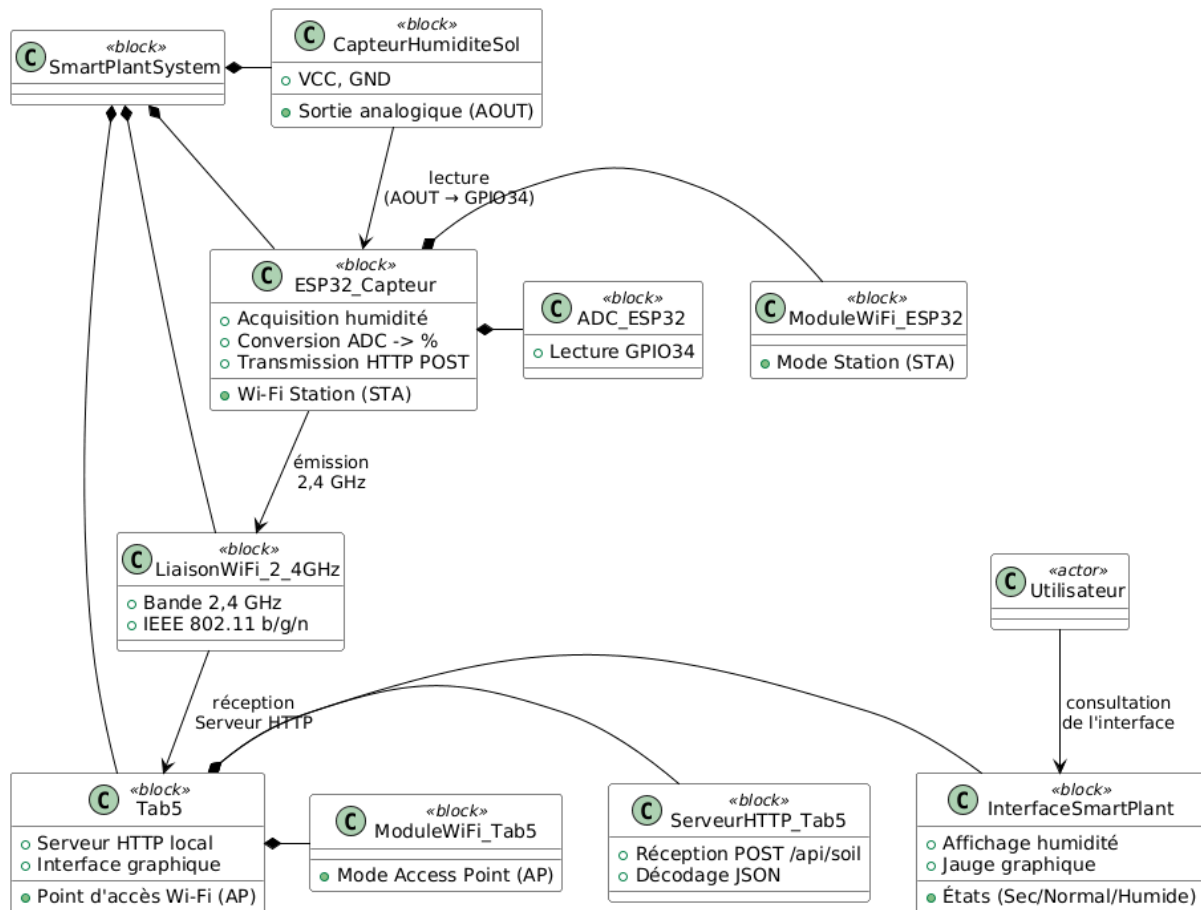 «block»
C SmartPlantSystem
«block»
C CapteurHumiditeSol
VCC, GND
Sortie analogique (AOUT)
lecture
(AOUT → GPIO34)
«block»
C ESP32_Capteur
Acquisition humidité
Conversion ADC -> %
Transmission HTTP POST
Wi-Fi Station (STA)
«block»
C ADC_ESP32
Lecture GPIO34
«block»
C ModuleWiFi_ESP32
Mode Station (STA)
émission
2,4 GHz
«block»
C LiaisonWiFi_2_4GHz
Bande 2,4 GHz
IEEE 802.11 b/g/n
«actor»
C Utilisateur
réception
Serveur HTTP
consultation
de l'interface
«block»
C Tab5
Serveur HTTP local
Interface graphique
Point d'accès Wi-Fi (AP)
«block»
C ModuleWiFi_Tab5
Mode Access Point (AP)
«block»
C ServeurHTTP_Tab5
Réception POST /api/soil
Décodage JSON
«block»
C InterfaceSmartPlant
Affichage humidité
Jauge graphique
États (Sec/Normal/Humide)